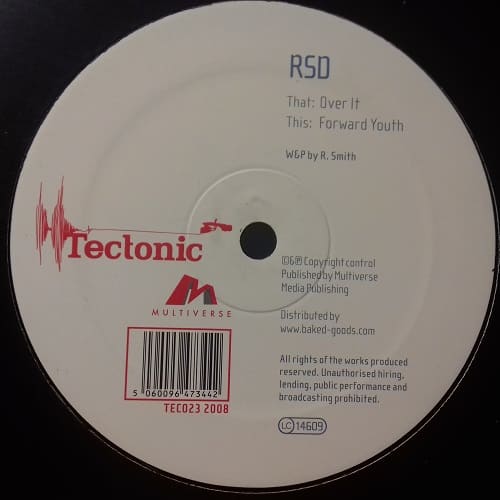 RSD
That: Over It
This: Forward Youth
W&P by R. Smith
Tectonic
MULTIVERSE
©&℗ Copyright control
Published by Multiverse
Media Publishing
Distributed by
www.baked-goods.com
5 060096 473442
TEC023 2008
All rights of the works produced
reserved. Unauthorised hiring,
lending, public performance and
broadcasting prohibited.
LC 14609